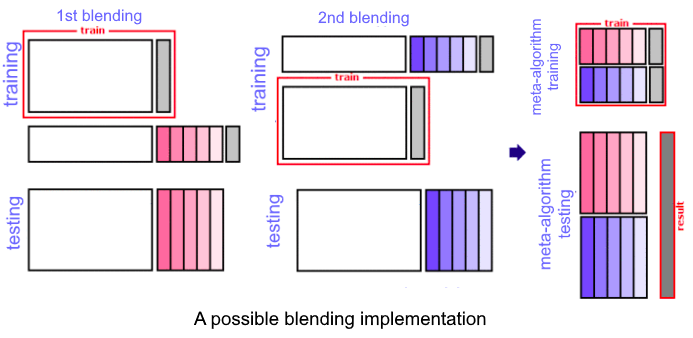 1st blending
2nd blending
train
training
testing
training
train
testing
meta-algorithm
training
train
meta-algorithm
testing
result
A possible blending implementation